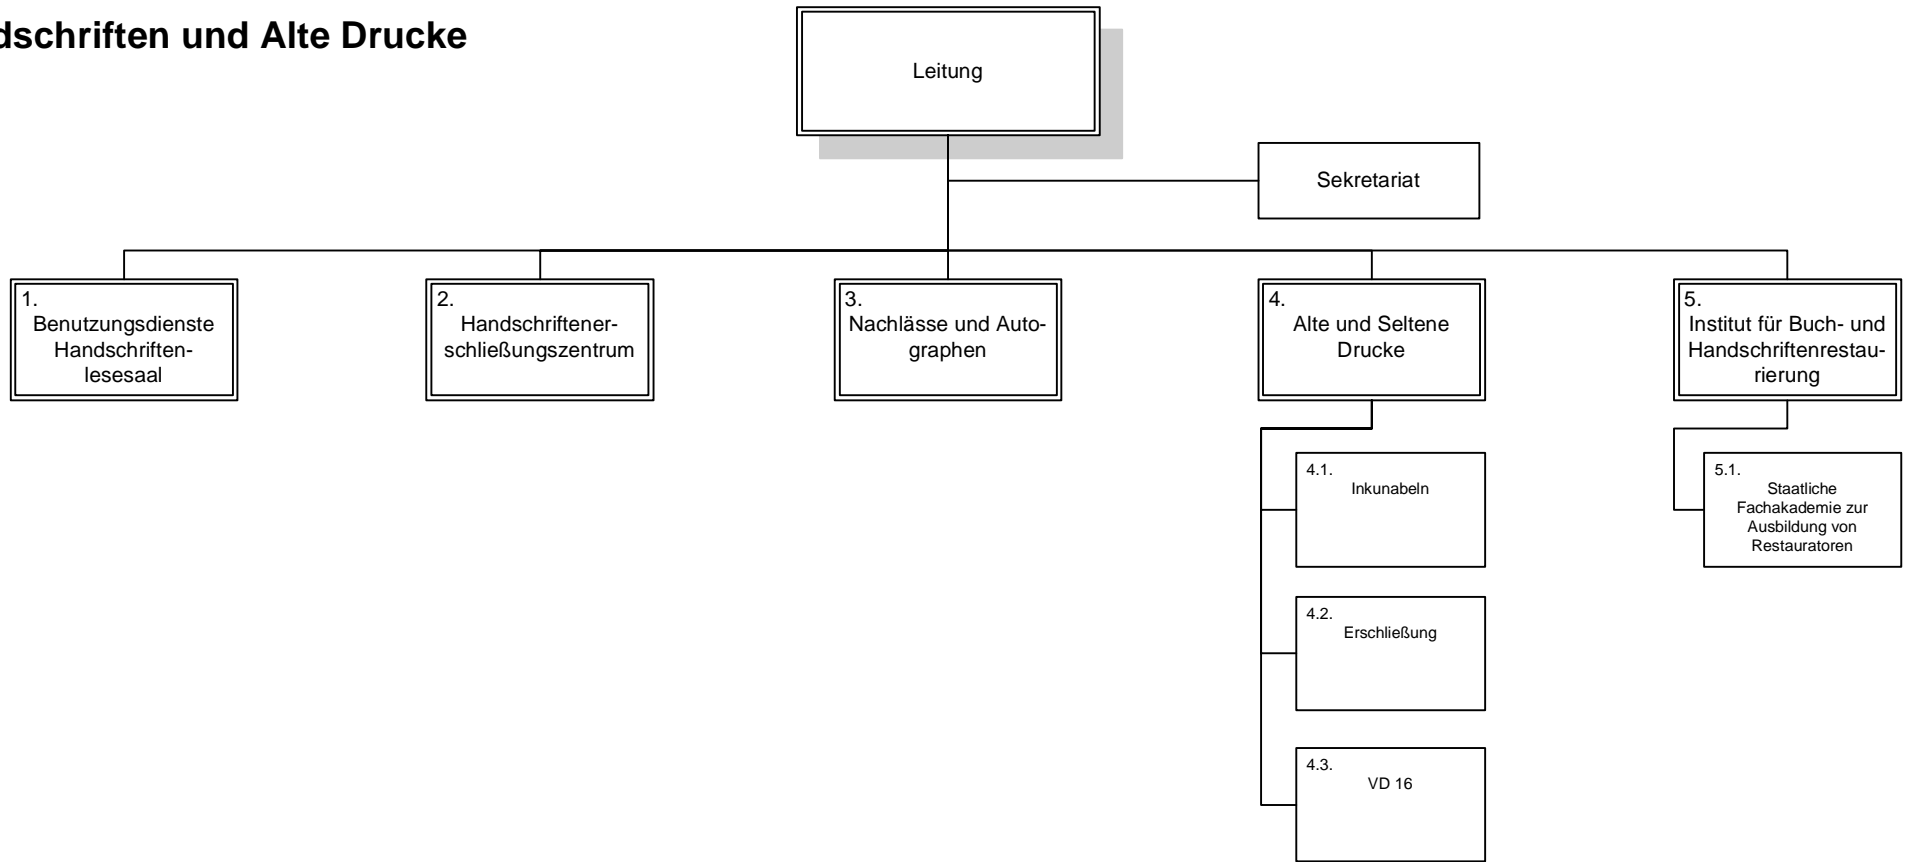 dschriften und Alte Drucke
Leitung
Sekretariat
1.
Benutzungsdienste
Handschriften-
lesesaal
2.
Handschriftener-
schließungszentrum
3.
Nachlässe und Auto-
graphen
4.
Alte und Seltene
Drucke
5.
Institut für Buch- und
Handschriftenrestau-
rierung
4.1.
Inkunabeln
4.2.
Erschließung
4.3.
VD 16
5.1.
Staatliche
Fachakademie zur
Ausbildung von
Restauratoren